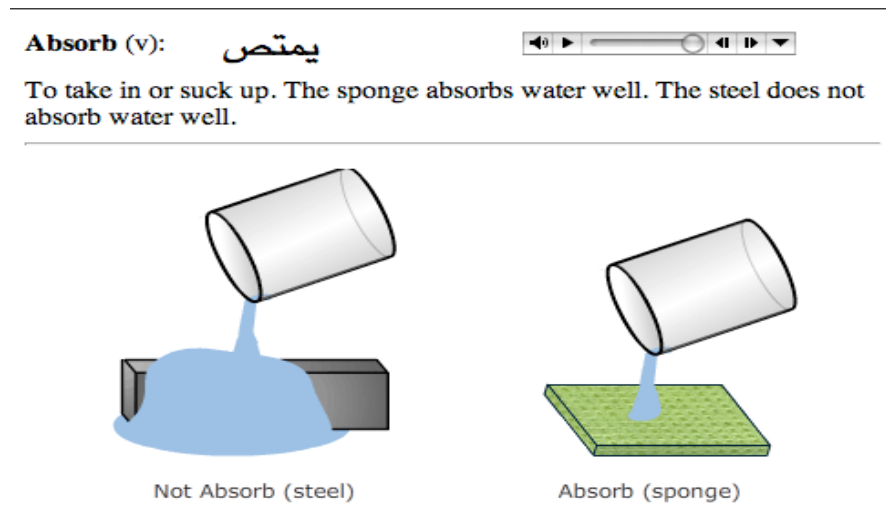 Absorb (v): يمتص
To take in or suck up. The sponge absorbs water well. The steel does not
absorb water well.
Not Absorb (steel) Absorb (sponge)